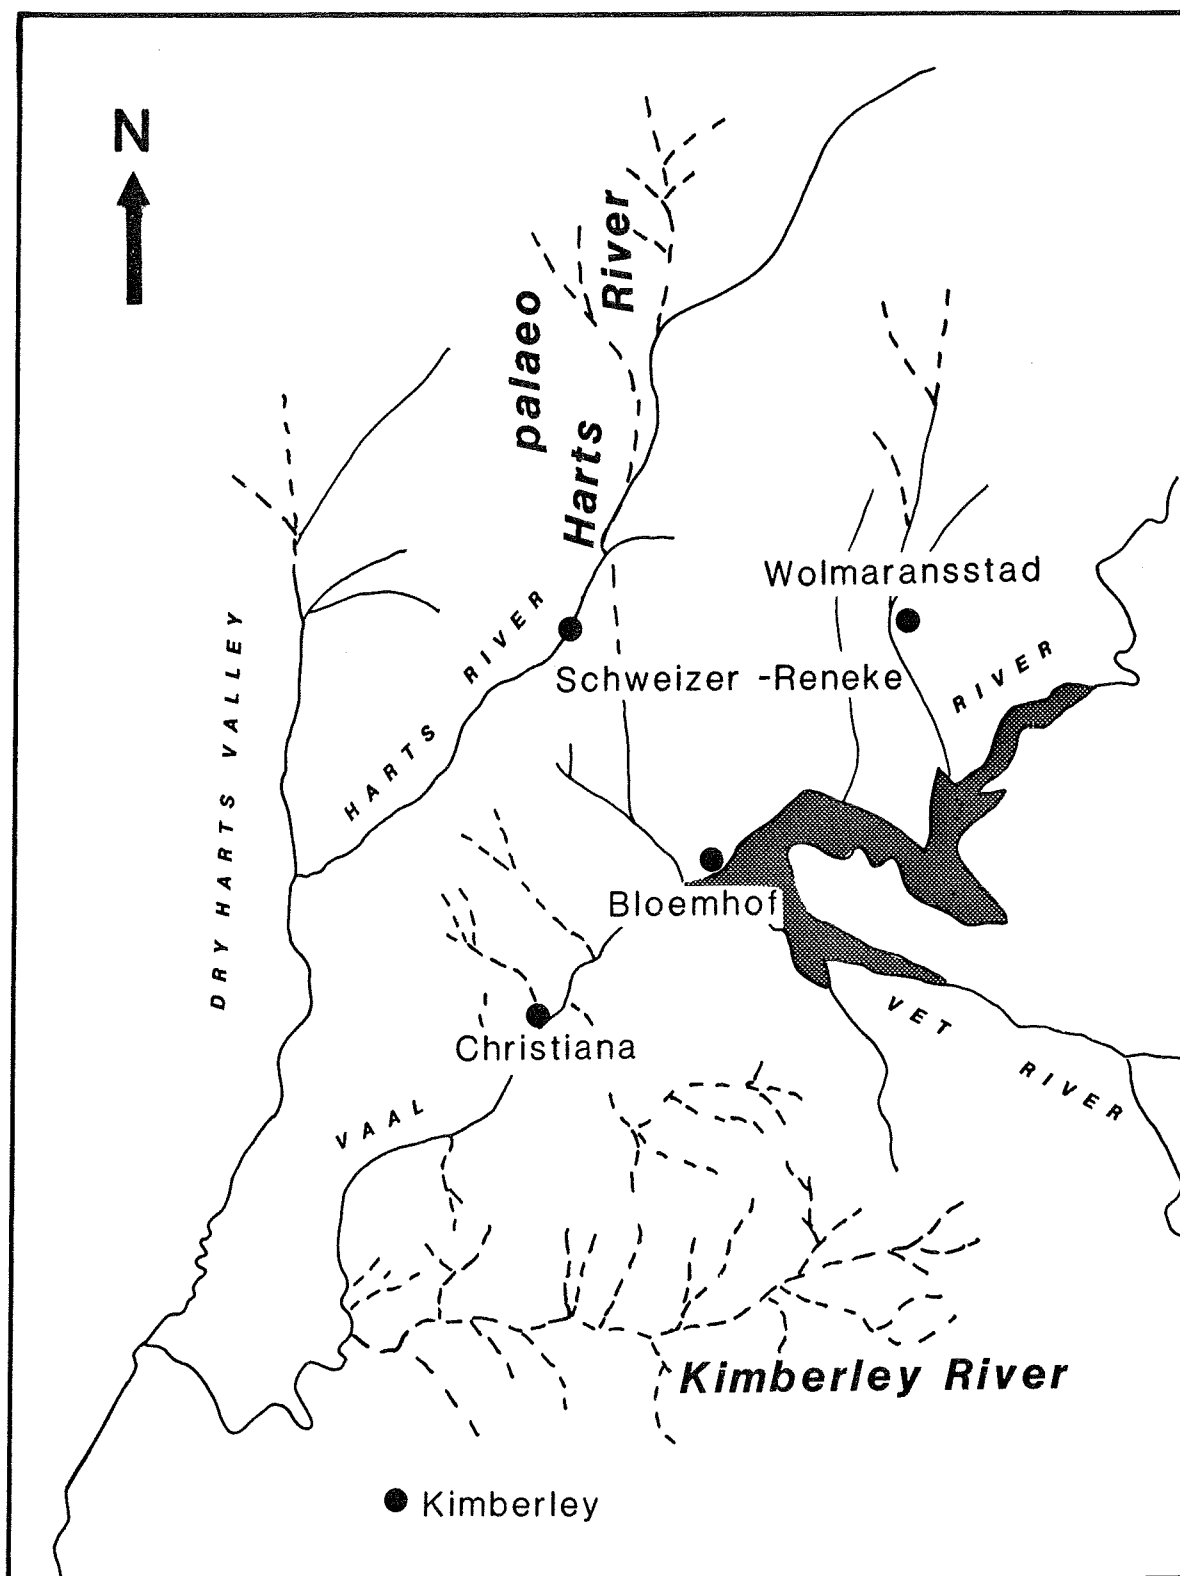 N
palaeo
Harts River
Wolmaransstad
HARTS RIVER
Schweizer -Reneke
RIVER
DRY HARTS VALLEY
Bloemhof
Christiana
VET RIVER
VAAL
Kimberley River
Kimberley